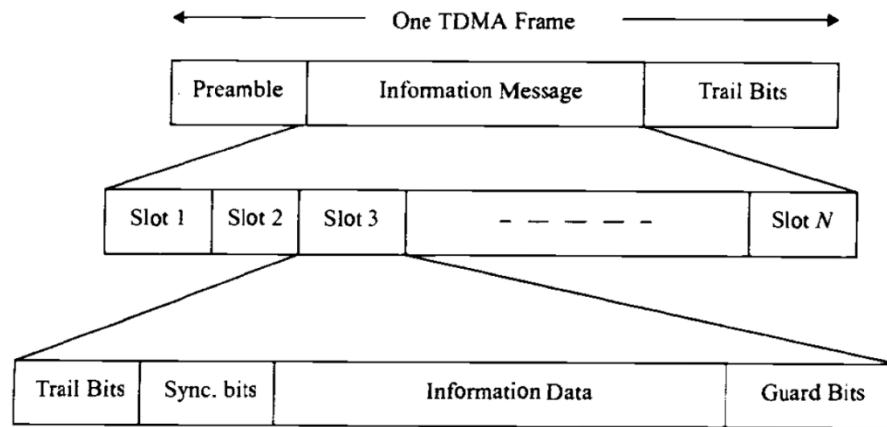 One TDMA Frame
Preamble Information Message Trail Bits
Slot 1 Slot 2 Slot 3 Slot N
Trail Bits Sync. bits Information Data Guard Bits